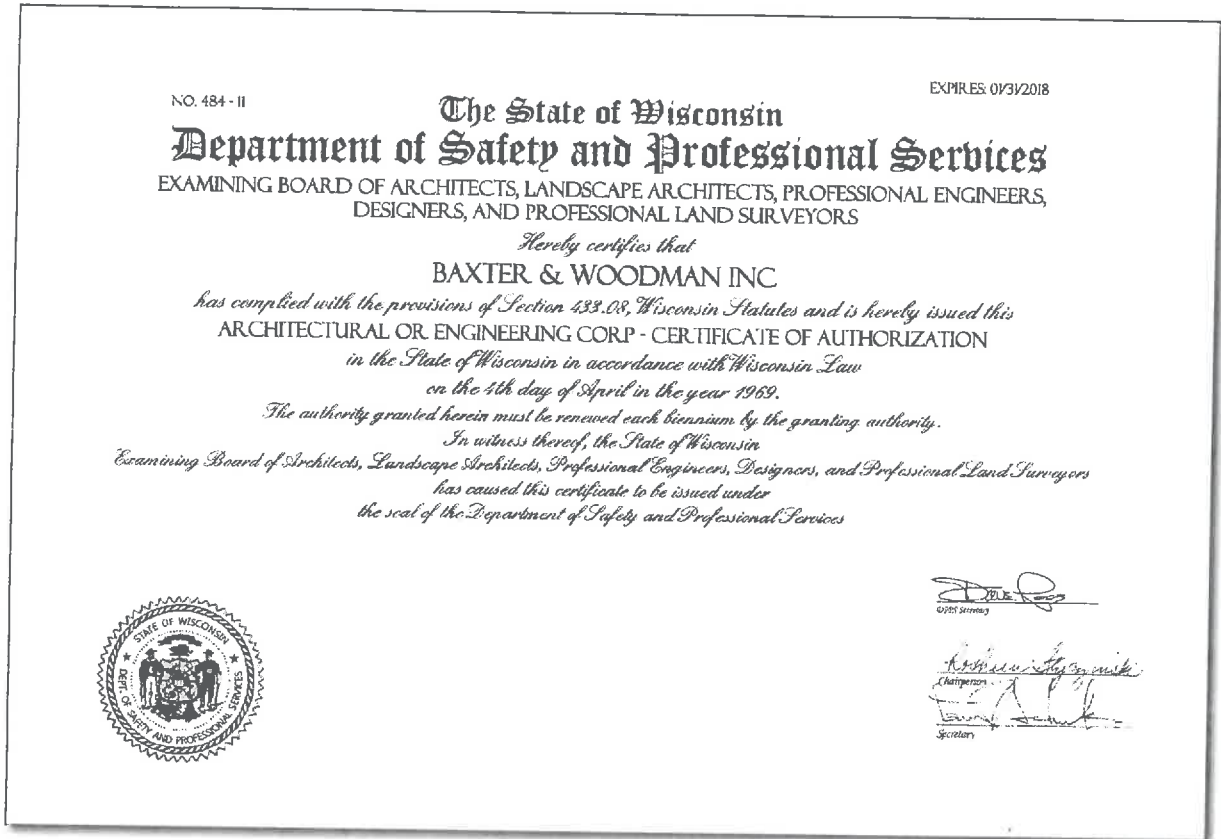 NO. 484 - 11
EXPIRES: 01/31/2018
The State of Wisconsin
Department of Safety and Professional Services
EXAMINING BOARD OF ARCHITECTS, LANDSCAPE ARCHITECTS, PROFESSIONAL ENGINEERS,
DESIGNERS, AND PROFESSIONAL LAND SURVEYORS
Hereby certifies that
BAXTER & WOODMAN INC
has complied with the provisions of Section 433.08, Wisconsin Statutes and is hereby issued this
ARCHITECTURAL OR ENGINEERING CORP - CERTIFICATE OF AUTHORIZATION
in the State of Wisconsin in accordance with Wisconsin Law
on the 4th day of April in the year 1969.
The authority granted herein must be renewed each biennium by the granting authority.
In witness thereof, the State of Wisconsin
Examining Board of Architects, Landscape Architects, Professional Engineers, Designers, and Professional Land Surveyors
has caused this certificate to be issued under
the seal of the Department of Safety and Professional Services
STATE OF WISCONSIN
DEPT. OF SAFETY AND PROFESSIONAL SERVICES
Dave Ross
DSPS Secretary
Chairperson
Secretary